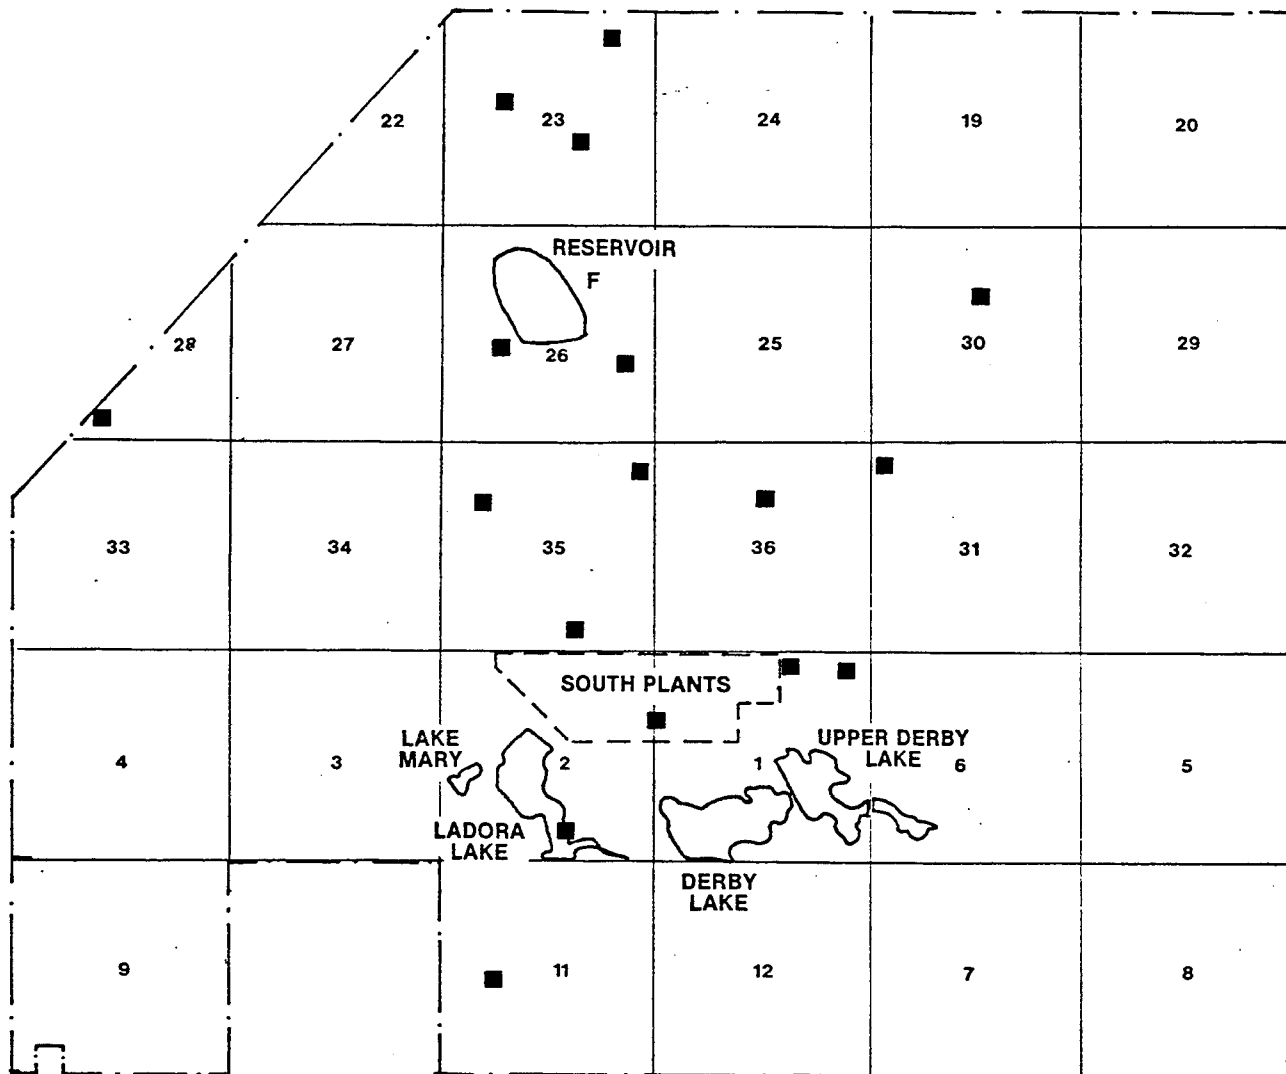 22
23
24
19
20
RESERVOIR
F
28
27
26
25
30
29
33
34
35
36
31
32
SOUTH PLANTS
LAKE
MARY
UPPER DERBY
LAKE
4
3
2
1
6
5
LADORA
LAKE
DERBY
LAKE
9
11
12
7
8